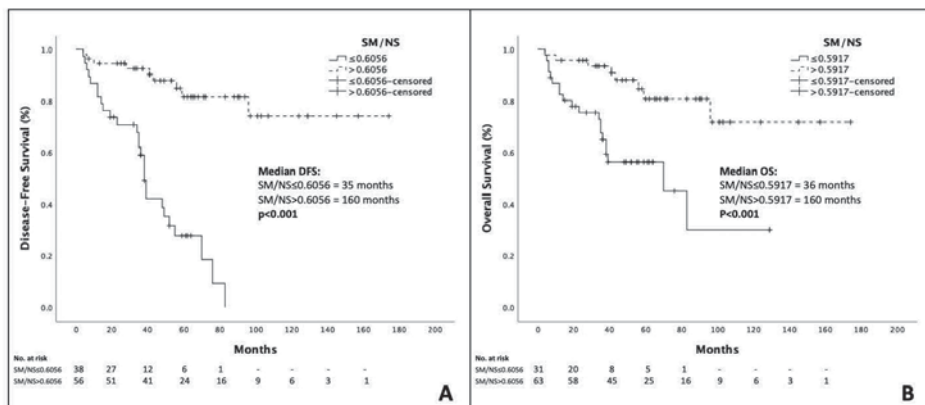 SM/NS
≤0.6056
>0.6056
≤0.6056-censored
>0.6056-censored
Disease-Free Survival (%)
1.0
0.8
0.6
0.4
0.2
0.0
Median DFS:
SM/NS≤0.6056 = 35 months
SM/NS>0.6056 = 160 months
p<0.001
0 20 40 60 80 100 120 140 160 180 200
Months
No. at risk
SM/NS≤0.6056 38 27 12 6 1 - - - -
SM/NS>0.6056 56 51 41 24 16 9 6 3 1
A
SM/NS
≤0.5917
>0.5917
≤0.5917-censored
>0.5917-censored
Overall Survival (%)
1.0
0.8
0.6
0.4
0.2
0.0
Median OS:
SM/NS≤0.5917 = 36 months
SM/NS>0.5917 = 160 months
P<0.001
0 20 40 60 80 100 120 140 160 180 200
Months
No. at risk
SM/NS≤0.6056 31 20 8 5 1 - - - -
SM/NS>0.6056 63 58 45 25 16 9 6 3 1
B